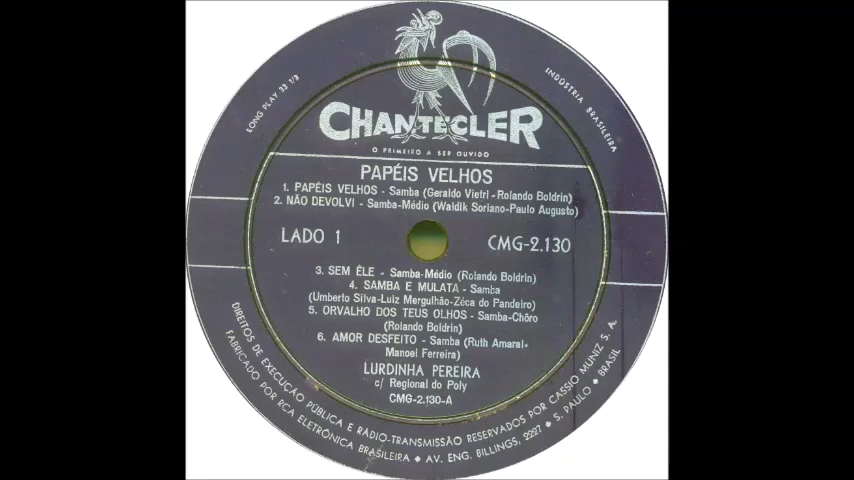 LONG PLAY 33 1/3
INDÚSTRIA BRASILEIRA
CHANTECLER
O PRIMEIRO A SER OUVIDO
PAPÉIS VELHOS
1. PAPÉIS VELHOS - Samba (Geraldo Vietri - Rolando Boldrin)
2. NÃO DEVOLVI - Samba-Médio (Waldik Soriano-Paulo Augusto)
LADO 1
CMG-2.130
3. SEM ÊLE - Samba-Médio (Rolando Boldrin)
4. SAMBA E MULATA - Samba
(Umberto Silva-Luiz Mergulhão-Zéca do Pandeiro)
5. ORVALHO DOS TEUS OLHOS - Samba-Chôro
(Rolando Boldrin)
6. AMOR DESFEITO - Samba (Ruth Amaral-
Manoel Ferreira)
LURDINHA PEREIRA
c/ Regional do Poly
CMG-2.130-A
DIREITOS DE EXECUÇÃO PÚBLICA E RÁDIO-TRANSMISSÃO RESERVADOS POR CASSIO MUNIZ S. A.
FABRICADO POR RCA ELETRÔNICA BRASILEIRA ◆ AV. ENG. BILLINGS, 2227 ◆ S. PAULO ◆ BRASIL